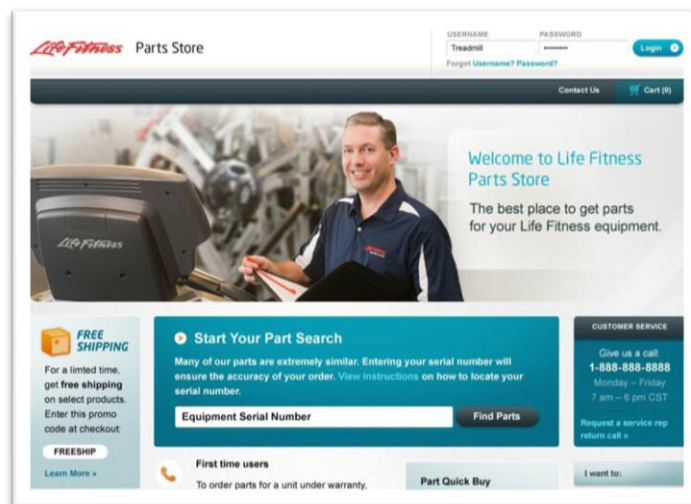 Life Fitness Parts Store
USERNAME PASSWORD
Treadmill ••••••••• Login
Forgot Username? Password?
Contact Us Cart (0)
Welcome to Life Fitness
Parts Store
The best place to get parts
for your Life Fitness equipment.
Life Fitness
FREE
SHIPPING
For a limted time,
get free shipping
on select products.
Enter this promo
code at checkout:
FREESHIP
Learn More »
Start Your Part Search
Many of our parts are extremely similar. Entering your serial number will
ensure the accuracy of your order. View instructions on how to locate your
serial number.
Equipment Serial Number Find Parts
First time users
To order parts for a unit under warranty,
Part Quick Buy
CUSTOMER SERVICE
Give us a call:
1-888-888-8888
Monday – Friday
7 am – 6 pm CST
Request a service rep
return call »
I want to: